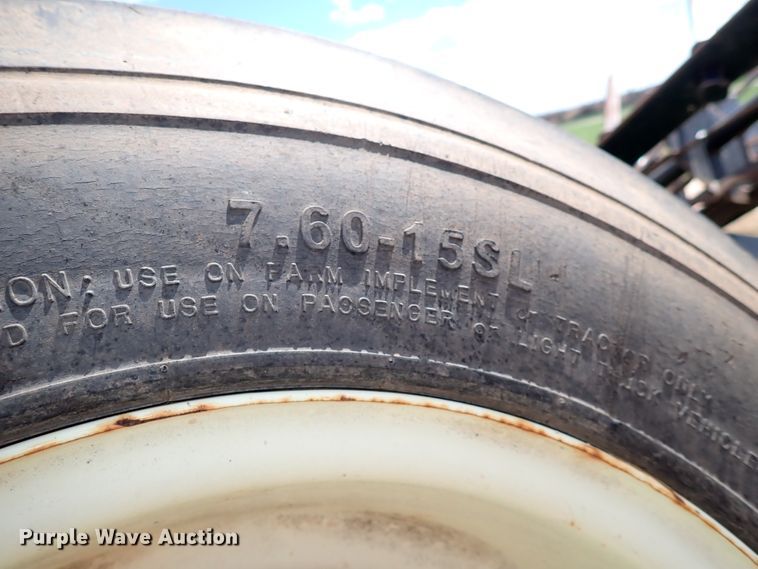 7.60-15SL
ION; USE ON FARM IMPLEMENT or TRACTOR ONLY
D FOR USE ON PASSENGER OR LIGHT TRUCK VEHICLE
Purple Wave Auction